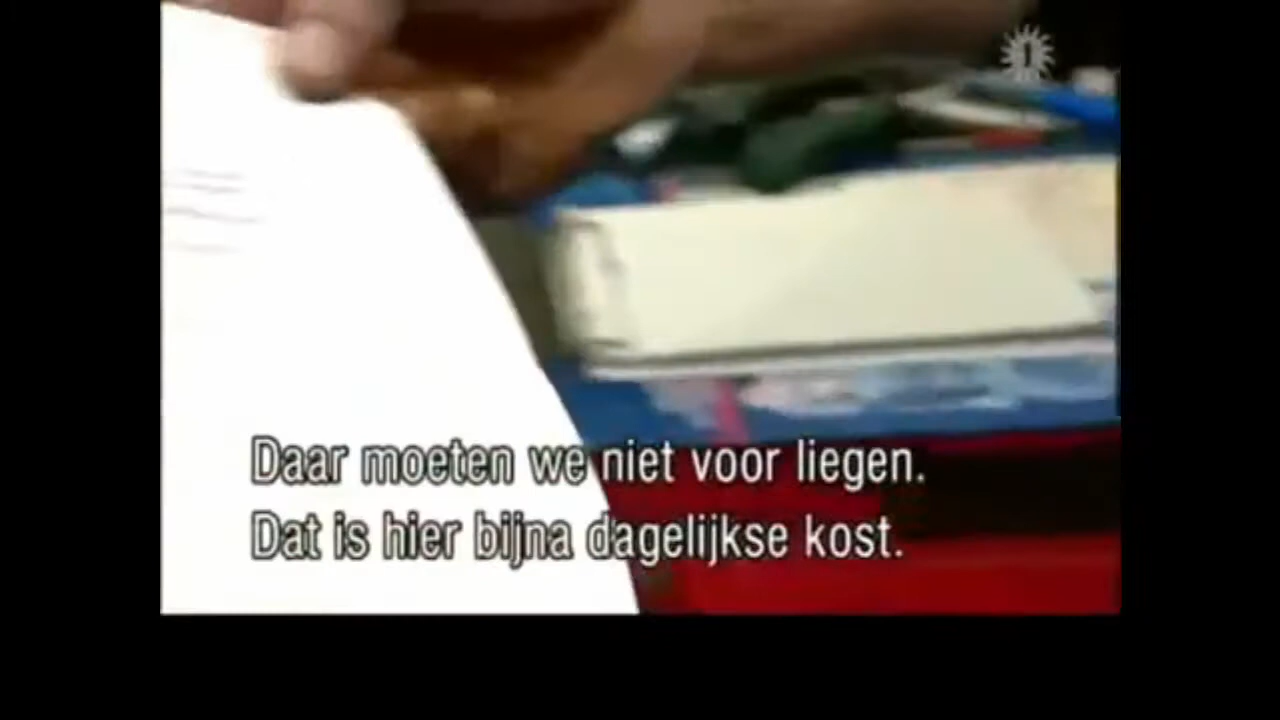 Daar moeten we niet voor liegen.
Dat is hier bijna dagelijkse kost.